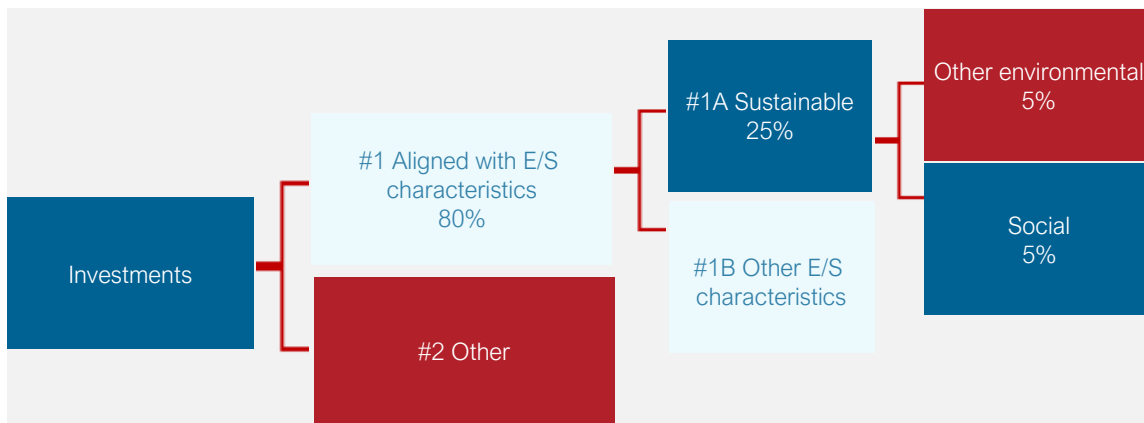 Investments
#1 Aligned with E/S
characteristics
80%
#2 Other
#1A Sustainable
25%
#1B Other E/S
characteristics
Other environmental
5%
Social
5%